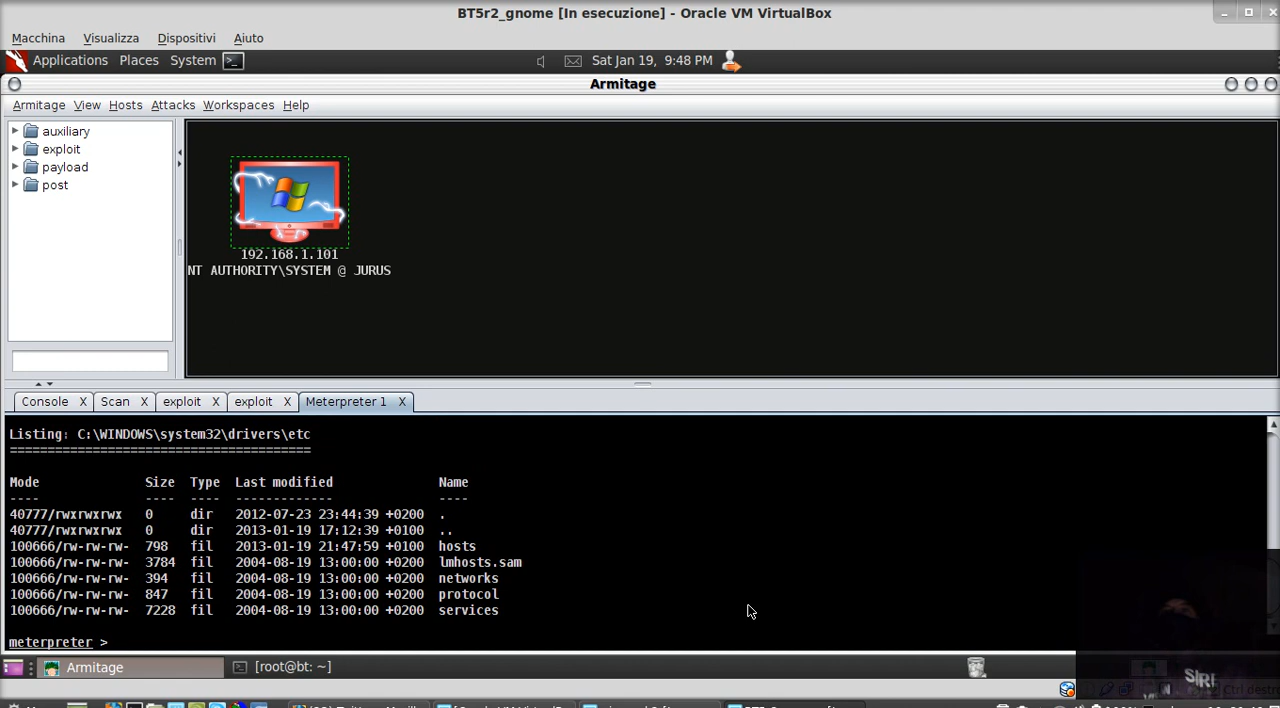 BT5r2_gnome [In esecuzione] - Oracle VM VirtualBox
Macchina Visualizza Dispositivi Aiuto
Applications Places System Sat Jan 19, 9:48 PM
Armitage
Armitage View Hosts Attacks Workspaces Help
auxiliary
exploit
payload
post
192.168.1.101
NT AUTHORITY\SYSTEM @ JURUS
Console X Scan X exploit X exploit X Meterpreter 1 X
Listing: C:\WINDOWS\system32\drivers\etc
=======================================
Mode Size Type Last modified Name
---- ---- ---- ------------- ----
40777/rwxrwxrwx 0 dir 2012-07-23 23:44:39 +0200 .
40777/rwxrwxrwx 0 dir 2013-01-19 17:12:39 +0100 ..
100666/rw-rw-rw- 798 fil 2013-01-19 21:47:59 +0100 hosts
100666/rw-rw-rw- 3784 fil 2004-08-19 13:00:00 +0200 lmhosts.sam
100666/rw-rw-rw- 394 fil 2004-08-19 13:00:00 +0200 networks
100666/rw-rw-rw- 847 fil 2004-08-19 13:00:00 +0200 protocol
100666/rw-rw-rw- 7228 fil 2004-08-19 13:00:00 +0200 services
meterpreter >
Armitage [root@bt: ~]